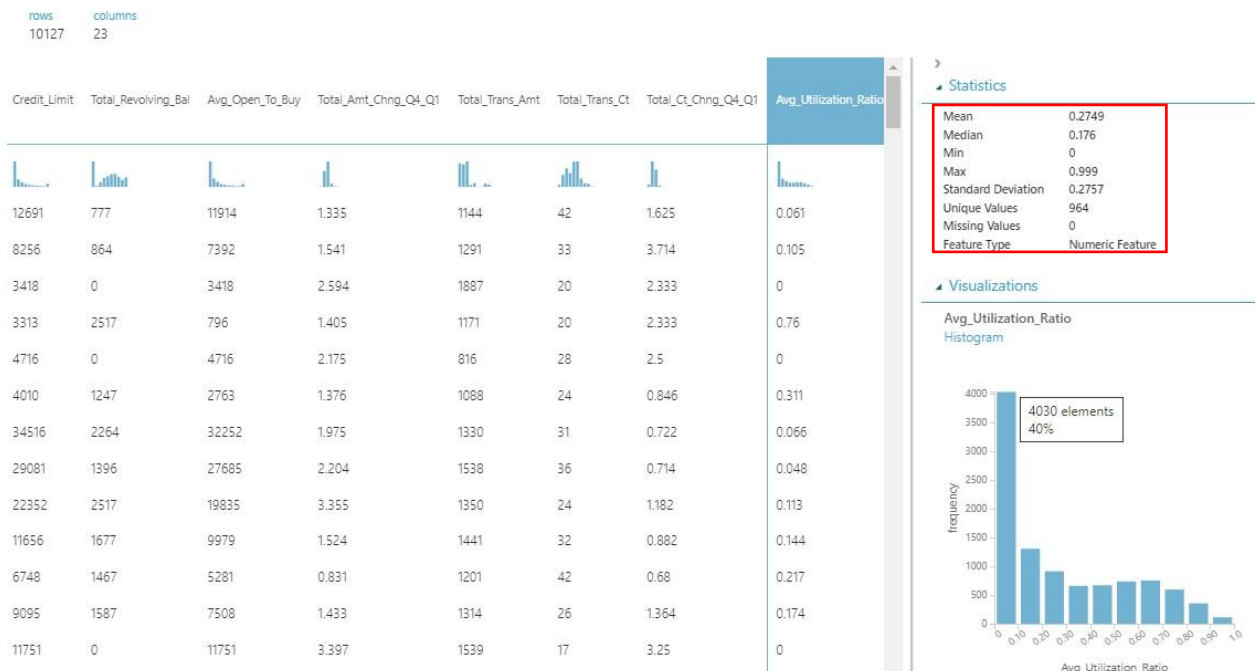 rows columns
10127 23
Credit_Limit Total_Revolving_Bal Avg_Open_To_Buy Total_Amt_Chng_Q4_Q1 Total_Trans_Amt Total_Trans_Ct Total_Ct_Chng_Q4_Q1 Avg_Utilization_Ratio
12691 777 11914 1.335 1144 42 1.625 0.061
8256 864 7392 1.541 1291 33 3.714 0.105
3418 0 3418 2.594 1887 20 2.333 0
3313 2517 796 1.405 1171 20 2.333 0.76
4716 0 4716 2.175 816 28 2.5 0
4010 1247 2763 1.376 1088 24 0.846 0.311
34516 2264 32252 1.975 1330 31 0.722 0.066
29081 1396 27685 2.204 1538 36 0.714 0.048
22352 2517 19835 3.355 1350 24 1.182 0.113
11656 1677 9979 1.524 1441 32 0.882 0.144
6748 1467 5281 0.831 1201 42 0.68 0.217
9095 1587 7508 1.433 1314 26 1.364 0.174
11751 0 11751 3.397 1539 17 3.25 0
Statistics
Mean 0.2749
Median 0.176
Min 0
Max 0.999
Standard Deviation 0.2757
Unique Values 964
Missing Values 0
Feature Type Numeric Feature
Visualizations
Avg_Utilization_Ratio
Histogram
4030 elements
40%
frequency
4000
3500
3000
2500
2000
1500
1000
500
0
0 0.10 0.20 0.30 0.40 0.50 0.60 0.70 0.80 0.90 1.0
Avg_Utilization_Ratio